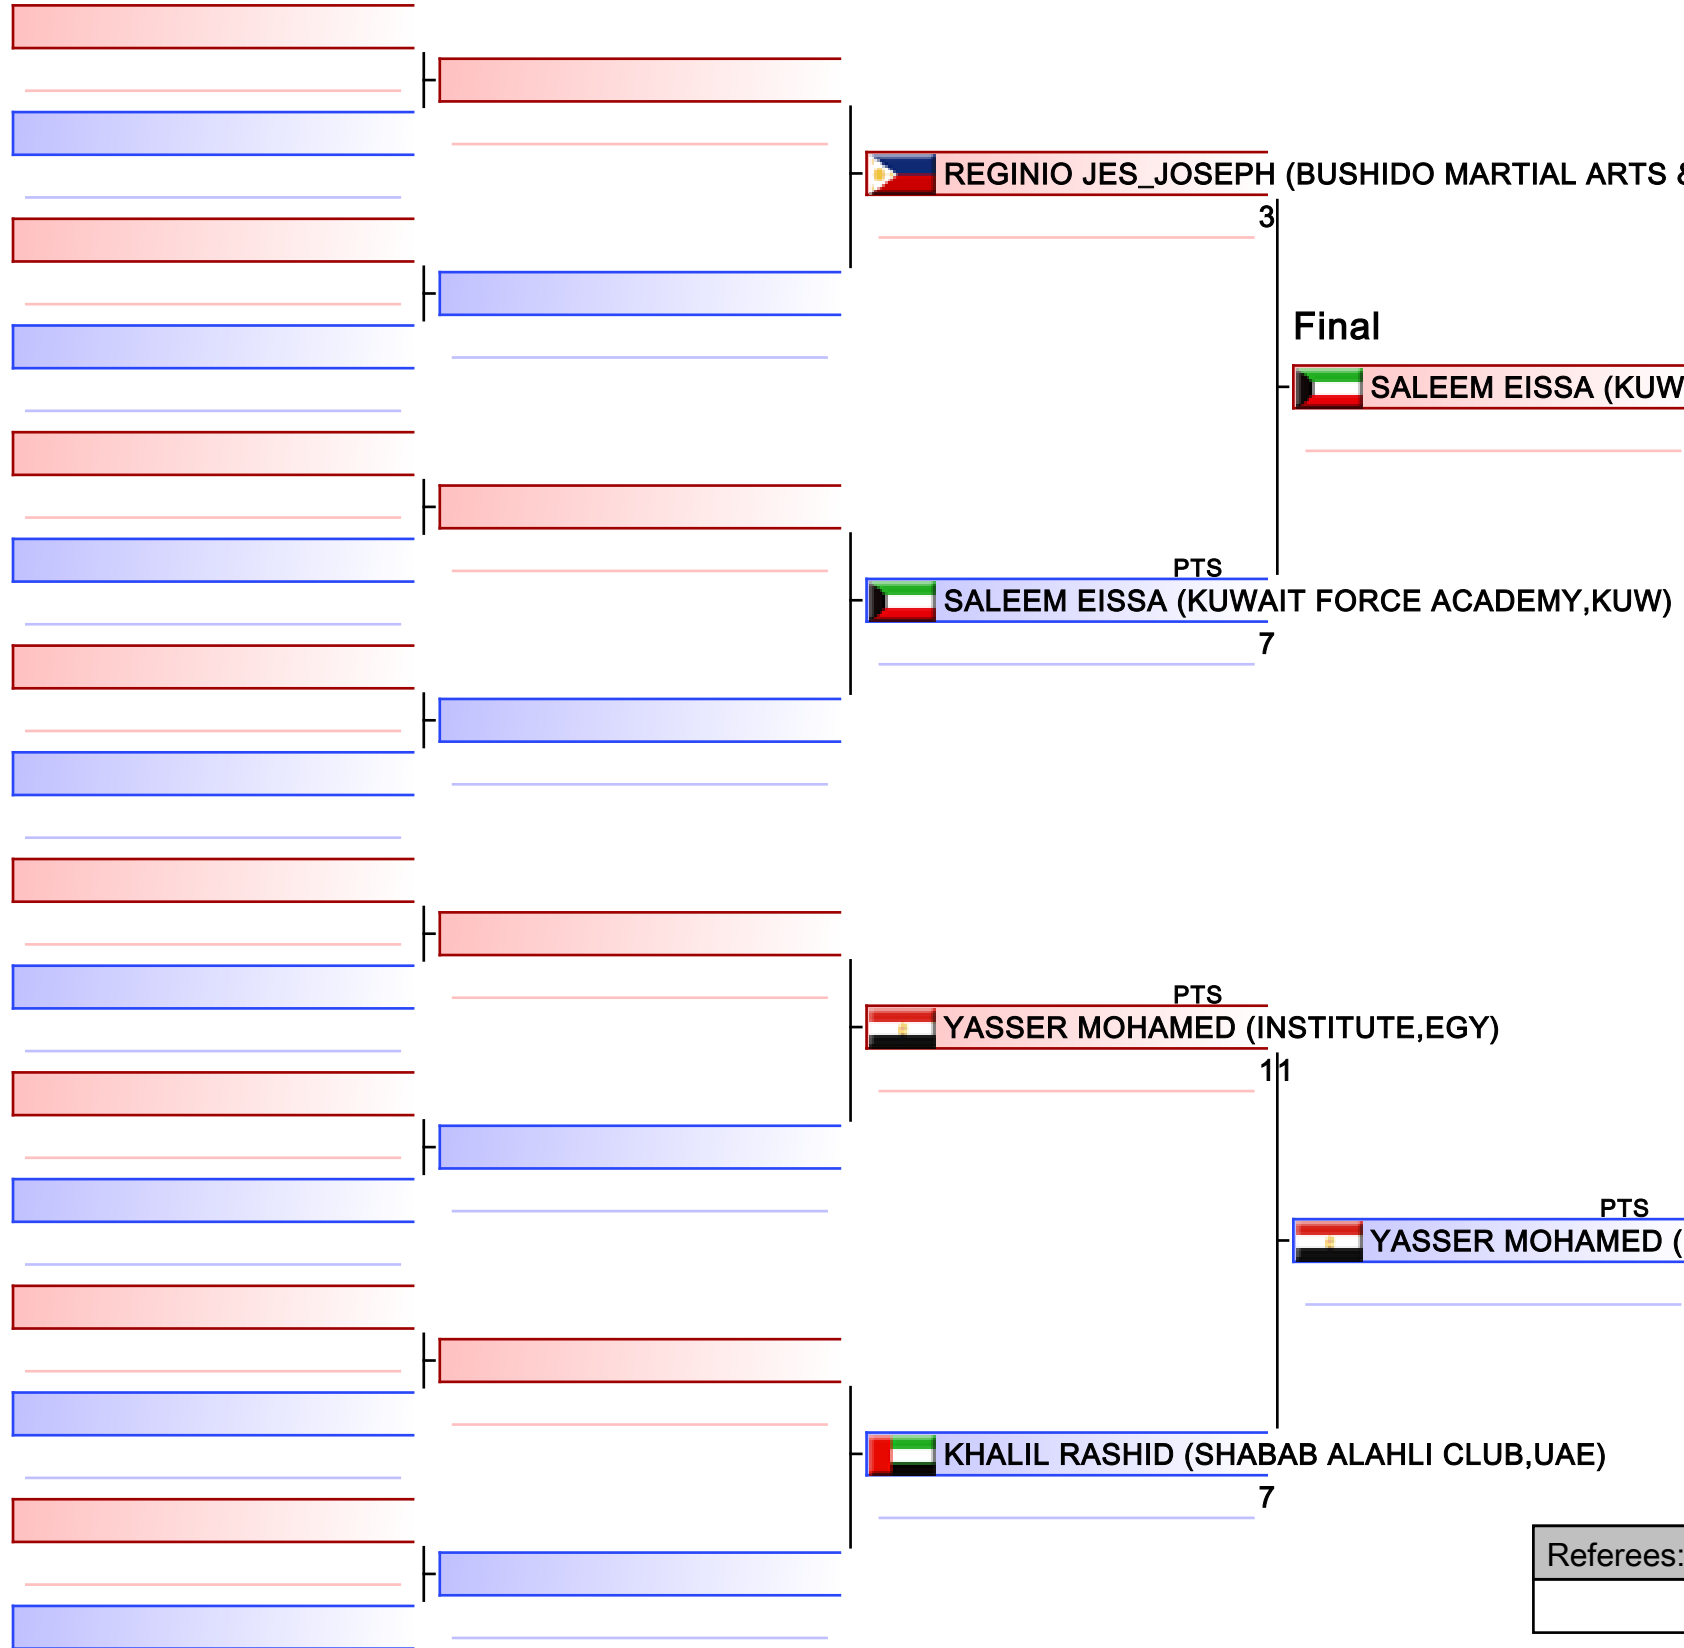 REGINIO JES_JOSEPH (BUSHIDO MARTIAL ARTS &
3
Final
SALEEM EISSA (KUW
PTS
SALEEM EISSA (KUWAIT FORCE ACADEMY,KUW)
7
PTS
YASSER MOHAMED (INSTITUTE,EGY)
11
PTS
YASSER MOHAMED (
KHALIL RASHID (SHABAB ALAHLI CLUB,UAE)
7
Referees: